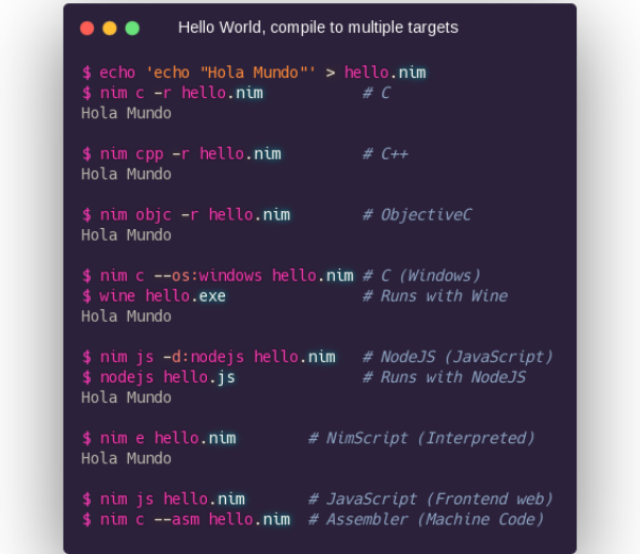 Hello World, compile to multiple targets
$ echo 'echo "Hola Mundo"' > hello.nim
$ nim c -r hello.nim # C
Hola Mundo
$ nim cpp -r hello.nim # C++
Hola Mundo
$ nim objc -r hello.nim # ObjectiveC
Hola Mundo
$ nim c --os:windows hello.nim # C (Windows)
$ wine hello.exe # Runs with Wine
Hola Mundo
$ nim js -d:nodejs hello.nim # NodeJS (JavaScript)
$ nodejs hello.js # Runs with NodeJS
Hola Mundo
$ nim e hello.nim # NimScript (Interpreted)
Hola Mundo
$ nim js hello.nim # JavaScript (Frontend web)
$ nim c --asm hello.nim # Assembler (Machine Code)